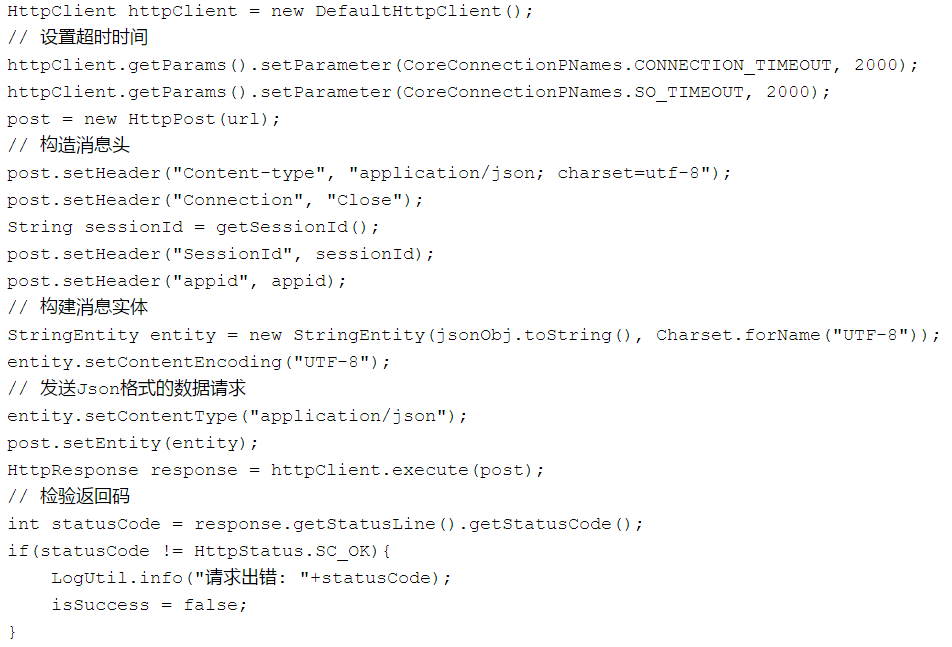 HttpClient httpClient = new DefaultHttpClient();
// 设置超时时间
httpClient.getParams().setParameter(CoreConnectionPNames.CONNECTION_TIMEOUT, 2000);
httpClient.getParams().setParameter(CoreConnectionPNames.SO_TIMEOUT, 2000);
post = new HttpPost(url);
// 构造消息头
post.setHeader("Content-type", "application/json; charset=utf-8");
post.setHeader("Connection", "Close");
String sessionId = getSessionId();
post.setHeader("SessionId", sessionId);
post.setHeader("appid", appid);
// 构建消息实体
StringEntity entity = new StringEntity(jsonObj.toString(), Charset.forName("UTF-8"));
entity.setContentEncoding("UTF-8");
// 发送Json格式的数据请求
entity.setContentType("application/json");
post.setEntity(entity);
HttpResponse response = httpClient.execute(post);
// 检验返回码
int statusCode = response.getStatusLine().getStatusCode();
if(statusCode != HttpStatus.SC_OK){
    LogUtil.info("请求出错: "+statusCode);
    isSuccess = false;
}